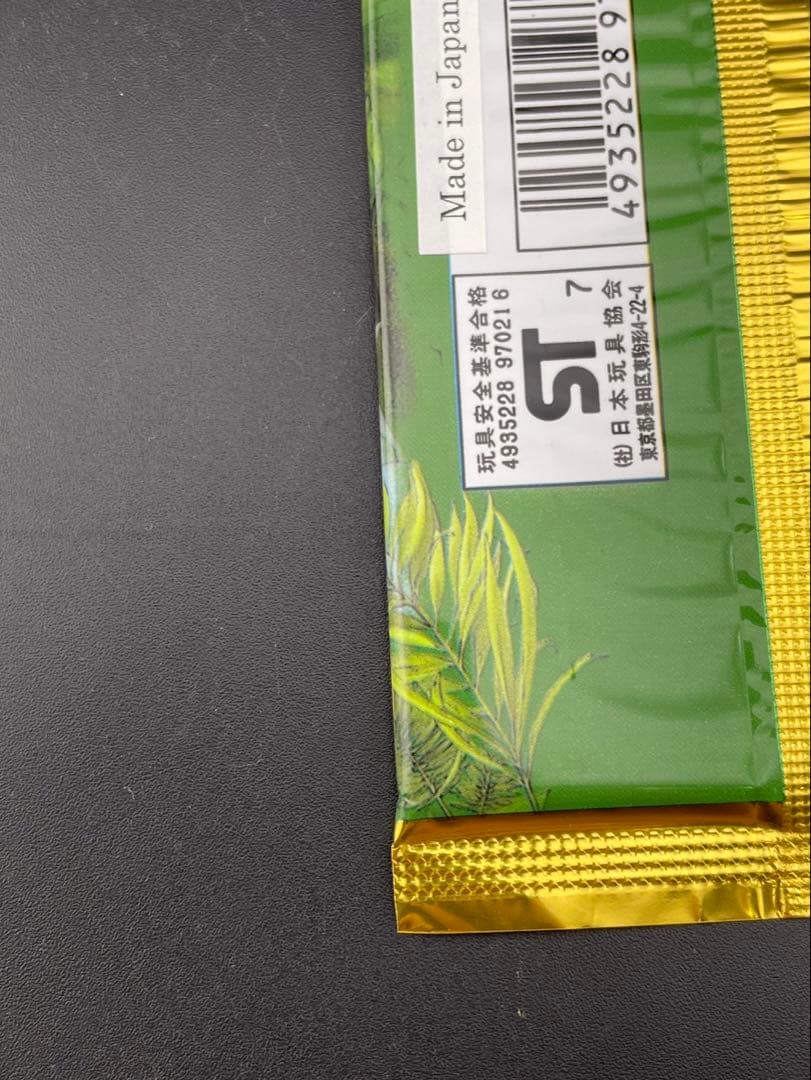 Made in Japan
4935228 9
玩具安全基準合格
4935228 970216
ST 7
(社)日本玩具協会
東京都墨田区東駒形4-22-4